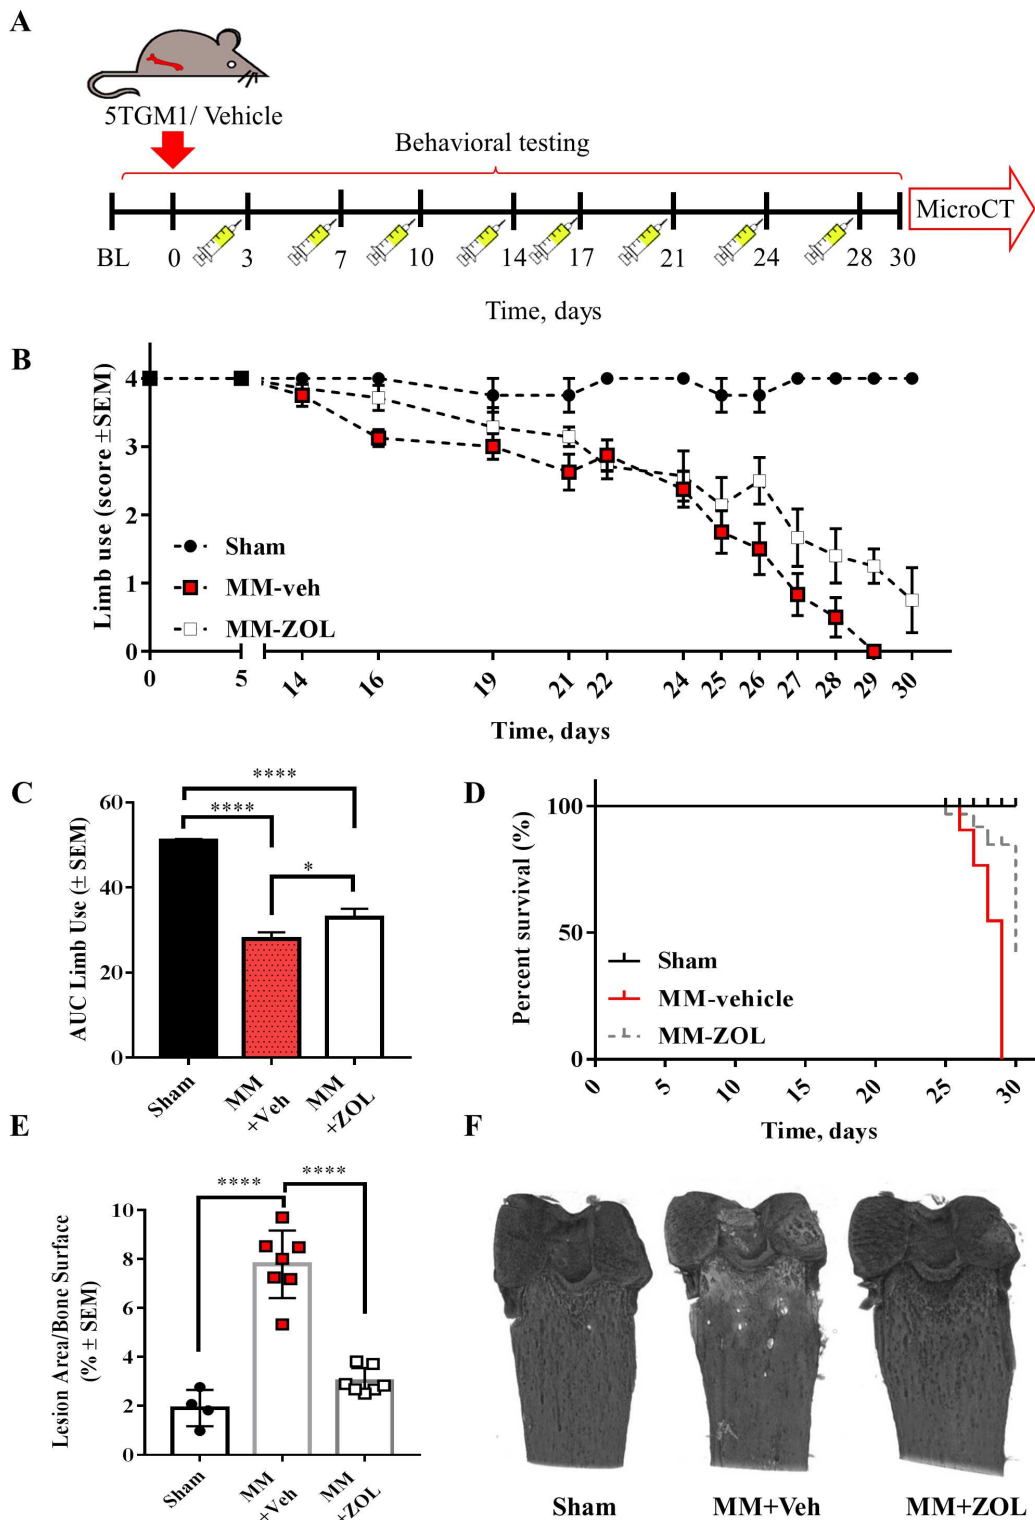 A
5TGM1/ Vehicle
Behavioral testing
MicroCT
BL 0 3 7 10 14 17 21 24 28 30
Time, days
B
Limb use (score ±SEM)
4
3
2
1
0
Sham
MM-veh
MM-ZOL
0 5 14 16 19 21 22 24 25 26 27 28 29 30
Time, days
C
AUC Limb Use (± SEM)
60
40
20
0
****
****
*
Sham
MM
+Veh
MM
+ZOL
D
Percent survival (%)
100
50
0
Sham
MM-vehicle
MM-ZOL
0 5 10 15 20 25 30
Time, days
E
Lesion Area/Bone Surface
(% ± SEM)
10
8
6
4
2
0
****
****
Sham
MM
+Veh
MM
+ZOL
F
Sham MM+Veh MM+ZOL